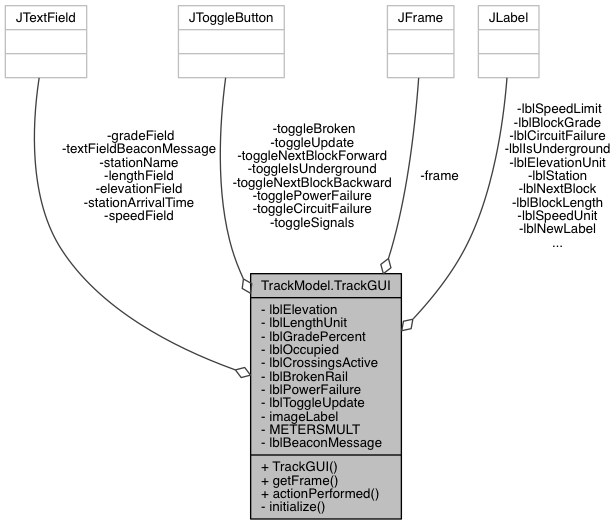 JTextField
JToggleButton
JFrame
JLabel
-gradeField
-textFieldBeaconMessage
-stationName
-lengthField
-elevationField
-stationArrivalTime
-speedField
-toggleBroken
-toggleUpdate
-toggleNextBlockForward
-toggleIsUnderground
-toggleNextBlockBackward
-togglePowerFailure
-toggleCircuitFailure
-toggleSignals
-frame
-lblSpeedLimit
-lblBlockGrade
-lblCircuitFailure
-lblIsUnderground
-lblElevationUnit
-lblStation
-lblNextBlock
-lblBlockLength
-lblSpeedUnit
-lblNewLabel
...
TrackModel.TrackGUI
- lblElevation
- lblLengthUnit
- lblGradePercent
- lblOccupied
- lblCrossingsActive
- lblBrokenRail
- lblPowerFailure
- lblToggleUpdate
- imageLabel
- METERSMULT
- lblBeaconMessage
+ TrackGUI()
+ getFrame()
+ actionPerformed()
- initialize()